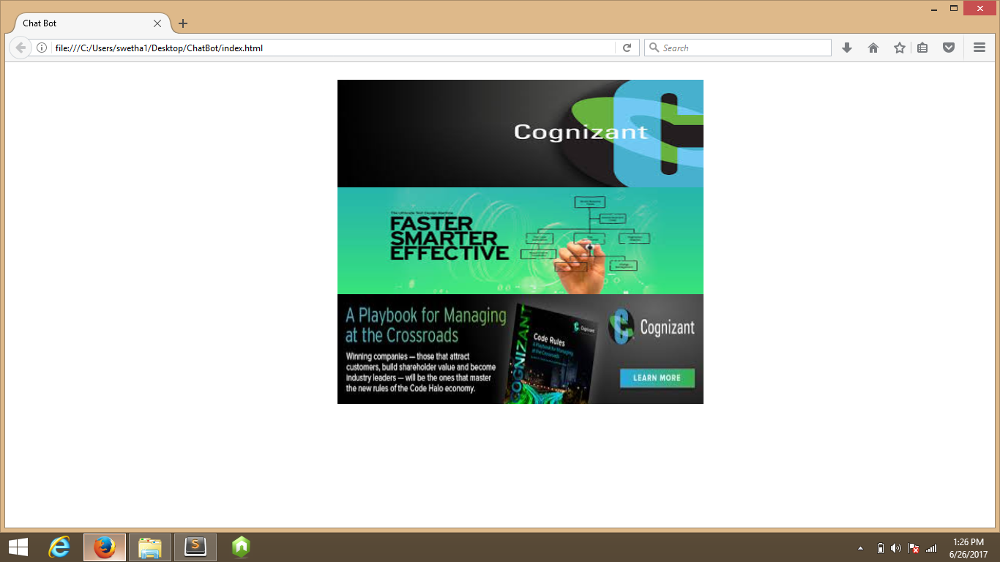 Chat Bot
file:///C:/Users/swetha1/Desktop/ChatBot/index.html
Search
Cognizant
The Ultimate Test Design Machine
FASTER
SMARTER
EFFECTIVE
Change
Management
A Playbook for Managing
at the Crossroads
Winning companies — those that attract
customers, build shareholder value and become
industry leaders — will be the ones that master
the new rules of the Code Halo economy.
COGNIZANT
Cognizant
Code Rules
A Playbook for Managing
at the Crossroads
Cognizant
LEARN MORE
1:26 PM
6/26/2017